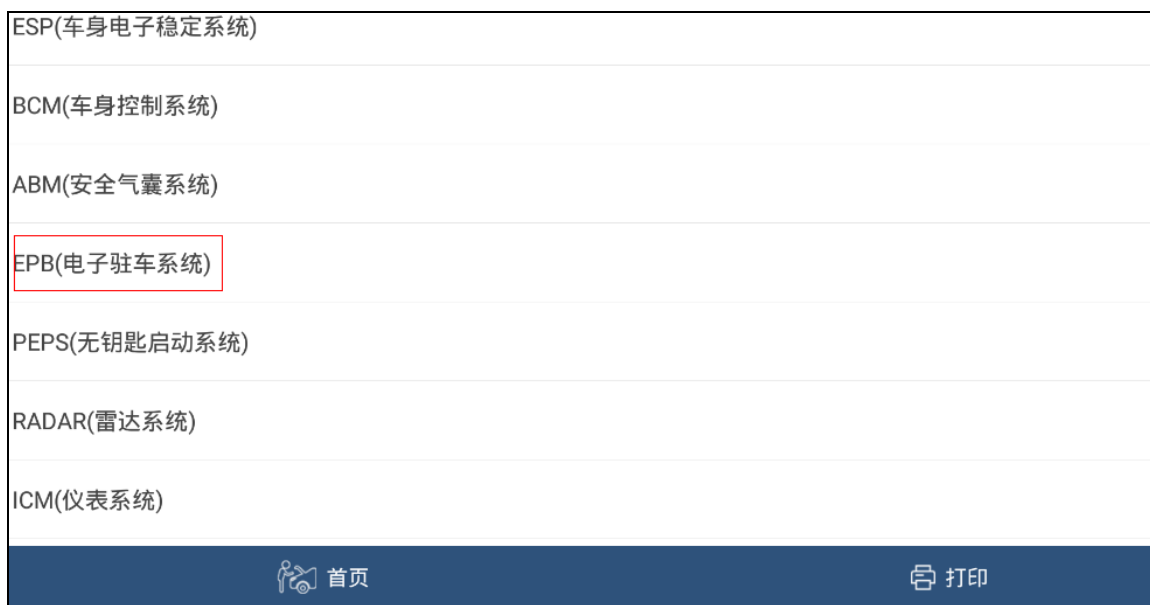 ESP(车身电子稳定系统)
BCM(车身控制系统)
ABM(安全气囊系统)
EPB(电子驻车系统)
PEPS(无钥匙启动系统)
RADAR(雷达系统)
ICM(仪表系统)
首页 打印